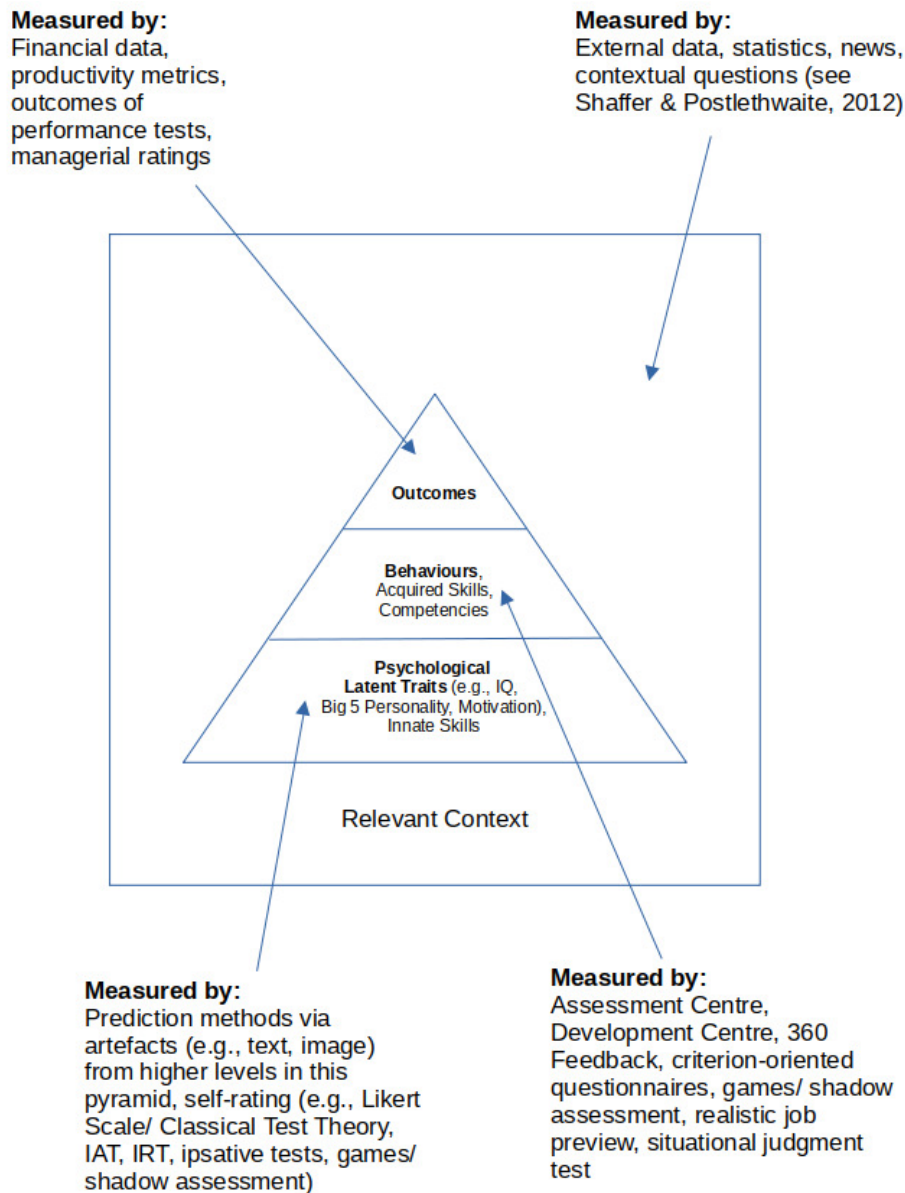 Measured by:
Financial data,
productivity metrics,
outcomes of
performance tests,
managerial ratings
Measured by:
External data, statistics, news,
contextual questions (see
Shaffer & Postlethwaite, 2012)
Outcomes
Behaviours,
Acquired Skills,
Competencies
Psychological
Latent Traits (e.g., IQ,
Big 5 Personality, Motivation),
Innate Skills
Relevant Context
Measured by:
Prediction methods via
artefacts (e.g., text, image)
from higher levels in this
pyramid, self-rating (e.g., Likert
Scale/ Classical Test Theory,
IAT, IRT, ipsative tests, games/
shadow assessment)
Measured by:
Assessment Centre,
Development Centre, 360
Feedback, criterion-oriented
questionnaires, games/ shadow
assessment, realistic job
preview, situational judgment
test